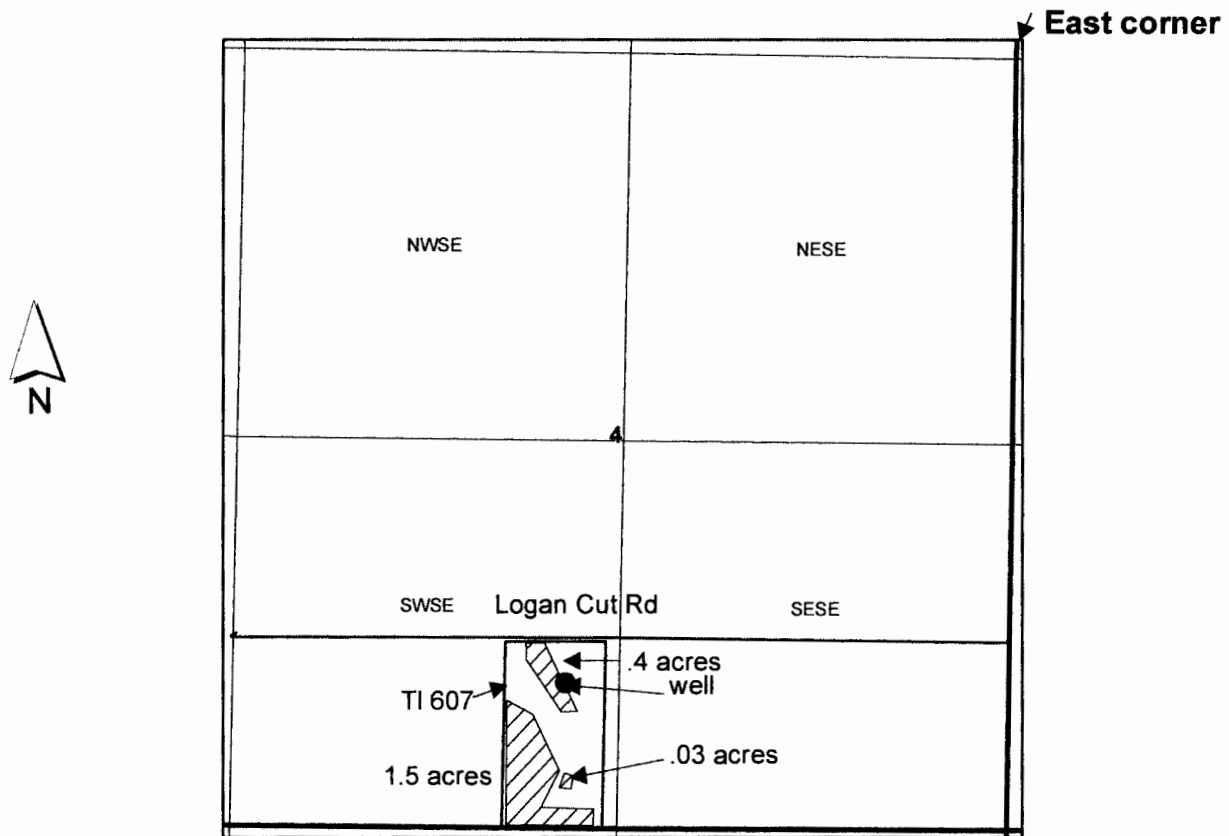 East corner
NWSE
NESE
N
4
SWSE
Logan Cut Rd
SESE
.4 acres
well
Tl 607
.03 acres
1.5 acres